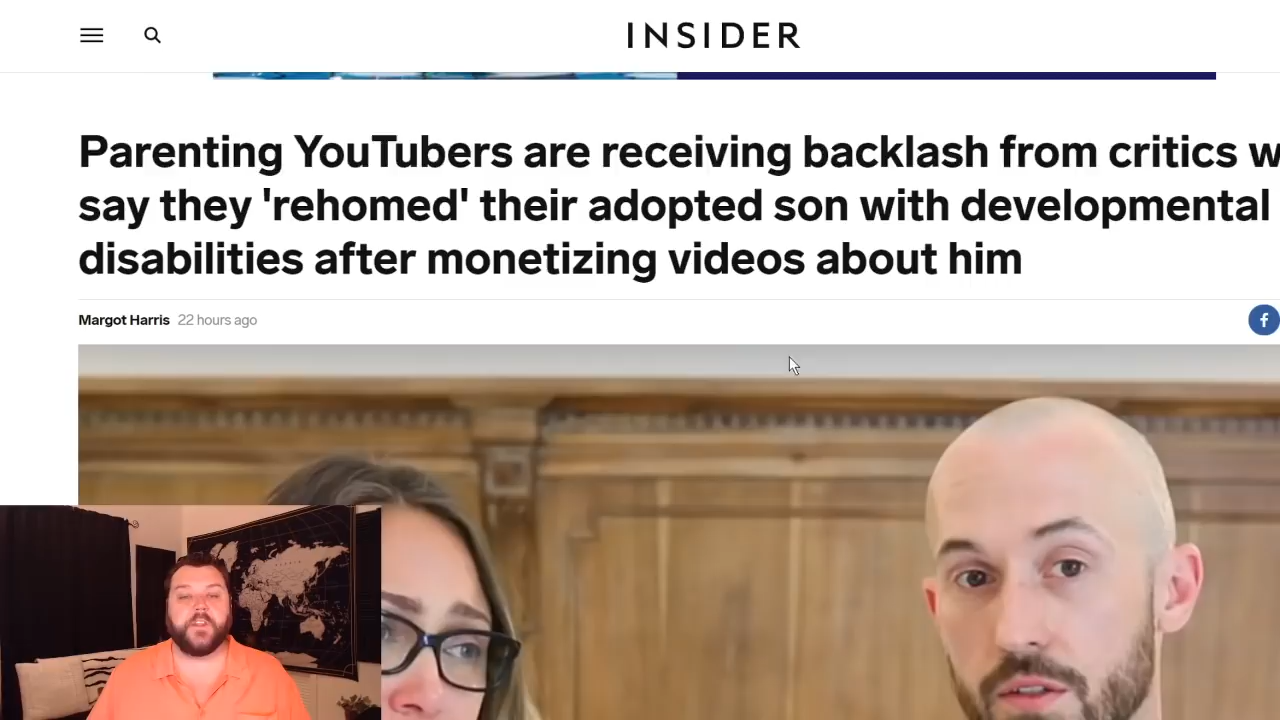 INSIDER
Parenting YouTubers are receiving backlash from critics w
say they 'rehomed' their adopted son with developmental
disabilities after monetizing videos about him
Margot Harris 22 hours ago
f